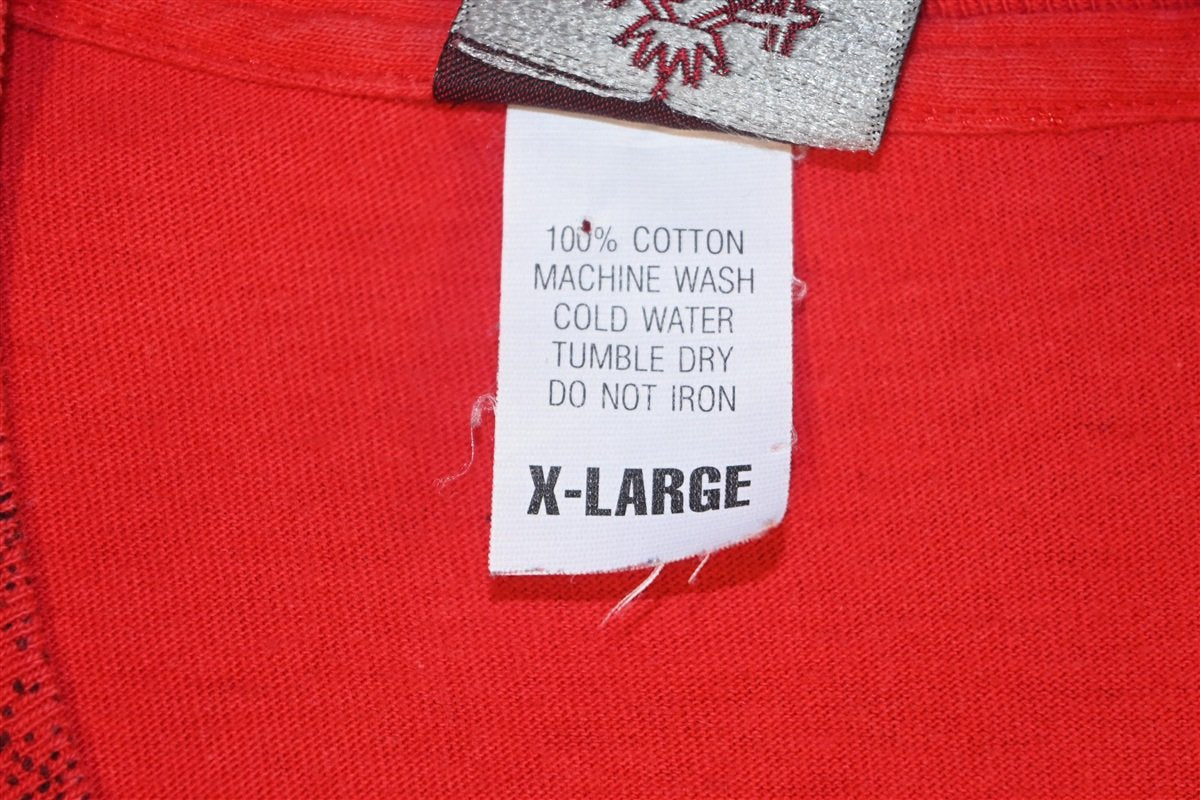 100% COTTON
MACHINE WASH
COLD WATER
TUMBLE DRY
DO NOT IRON
X-LARGE